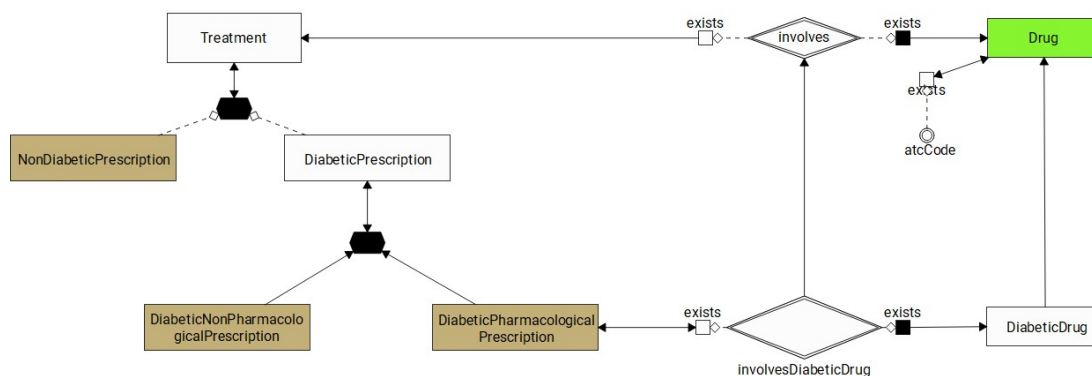 exists
exists
Treatment
involves
Drug
exists
atcCode
NonDiabeticPrescription
DiabeticPrescription
DiabeticNonPharmacolo
gicalPrescription
DiabeticPharmacological
Prescription
exists
exists
DiabeticDrug
involvesDiabeticDrug